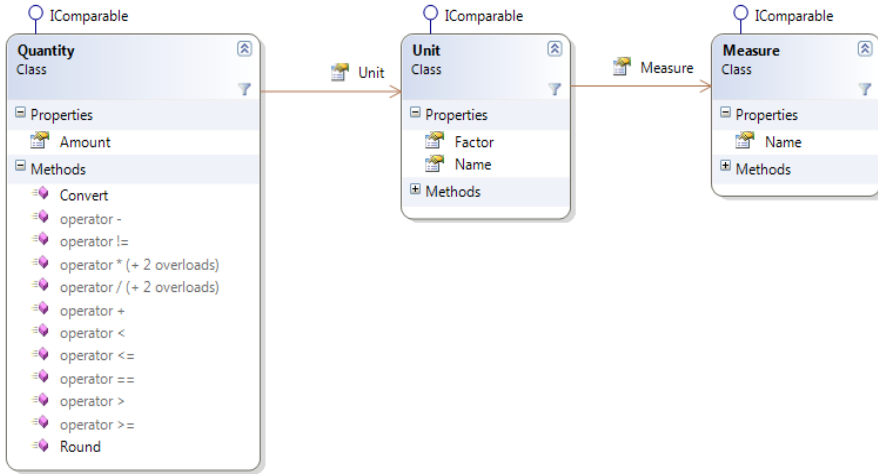 IComparable
Quantity
Class
Properties
Amount
Methods
Convert
operator -
operator !=
operator * (+ 2 overloads)
operator / (+ 2 overloads)
operator +
operator <
operator <=
operator ==
operator >
operator >=
Round
Unit
IComparable
Unit
Class
Properties
Factor
Name
Methods
Measure
IComparable
Measure
Class
Properties
Name
Methods